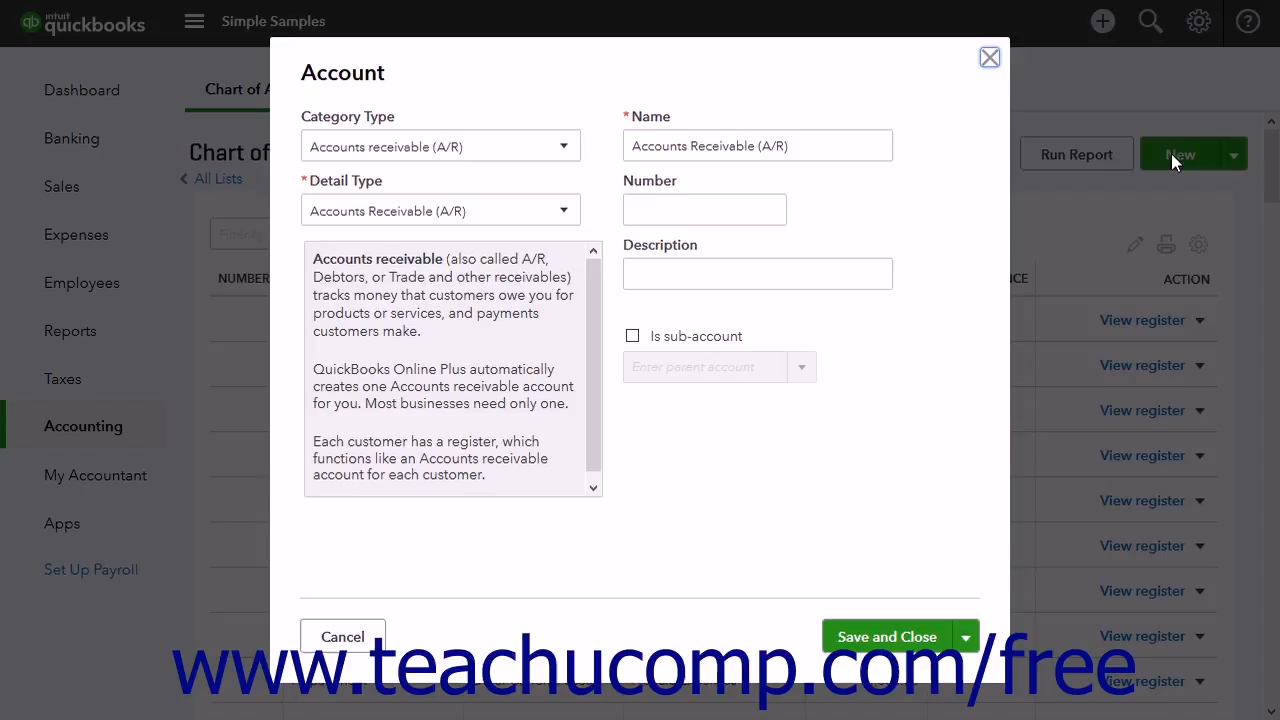 intuit
quickbooks
Simple Samples
Dashboard
Banking
Sales
Expenses
Employees
Reports
Taxes
Accounting
My Accountant
Apps
Set Up Payroll
Chart of A
Chart of
All Lists
Run Report
New
Filter by
NUMBER
NCE
ACTION
View register
View register
View register
View register
View register
View register
View register
View register
View register
Account
Category Type
Accounts receivable (A/R)
* Detail Type
Accounts Receivable (A/R)
Accounts receivable (also called A/R,
Debtors, or Trade and other receivables)
tracks money that customers owe you for
products or services, and payments
customers make.
QuickBooks Online Plus automatically
creates one Accounts receivable account
for you. Most businesses need only one.
Each customer has a register, which
functions like an Accounts receivable
account for each customer.
* Name
Accounts Receivable (A/R)
Number
Description
Is sub-account
Enter parent account
Cancel
Save and Close
www.teachucomp.com/free